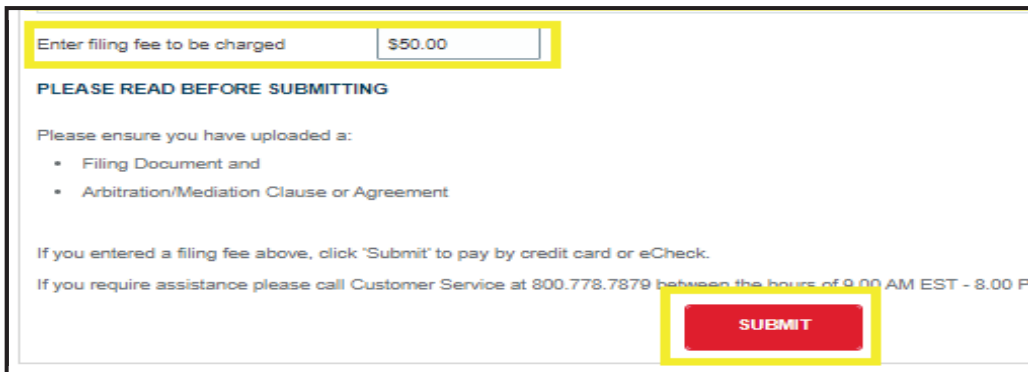 Enter filing fee to be charged $50.00
PLEASE READ BEFORE SUBMITTING
Please ensure you have uploaded a:
• Filing Document and
• Arbitration/Mediation Clause or Agreement
If you entered a filing fee above, click 'Submit' to pay by credit card or eCheck.
If you require assistance please call Customer Service at 800.778.7879 between the hours of 9.00 AM EST - 8.00 P
SUBMIT